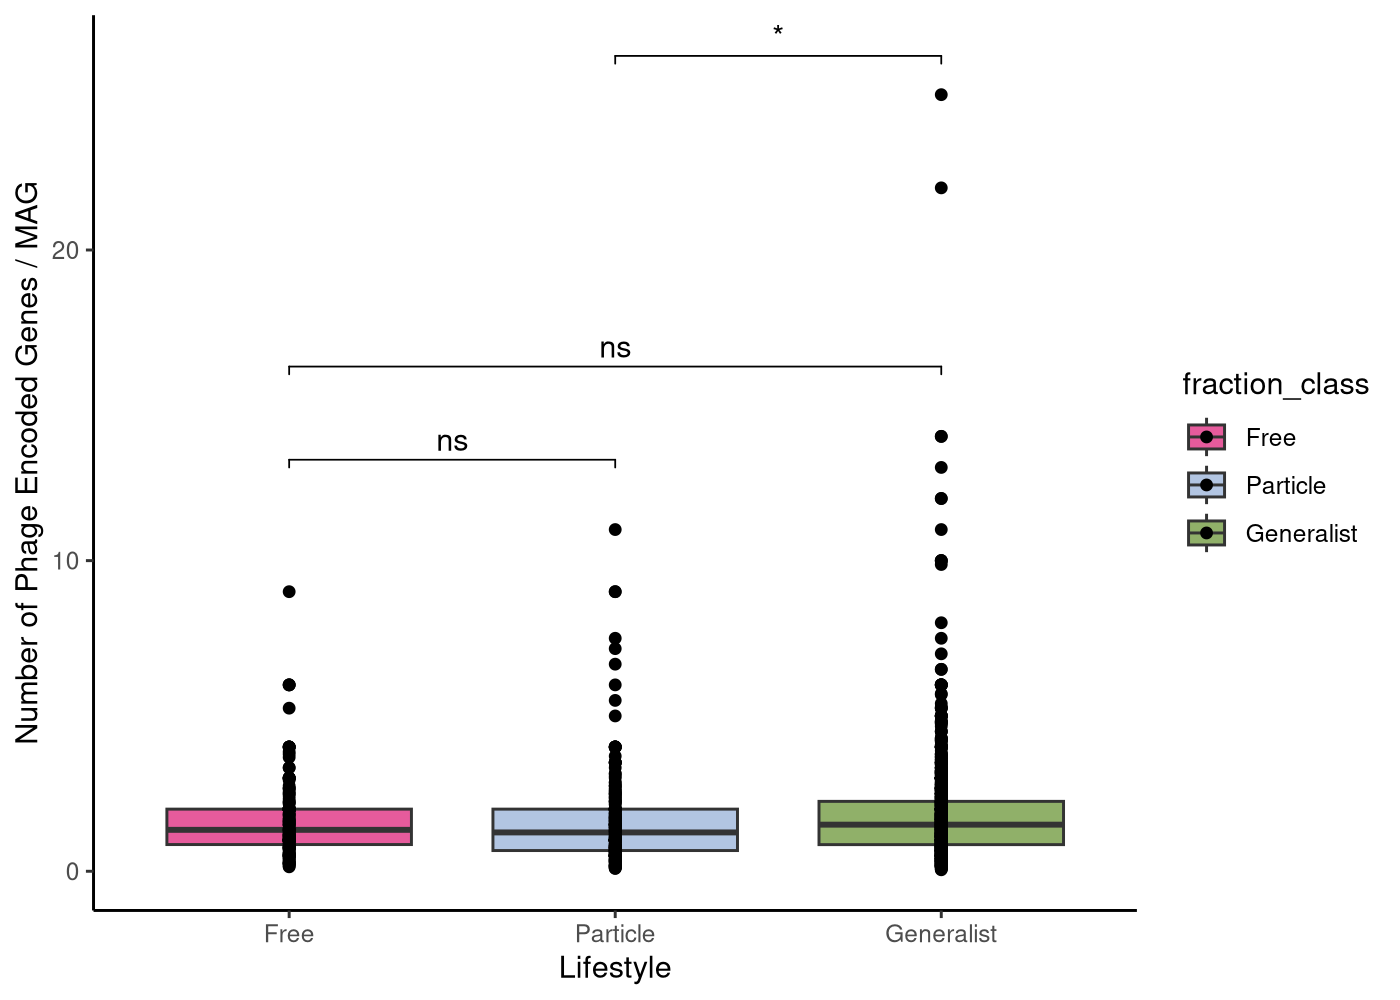 *
ns
ns
Number of Phage Encoded Genes / MAG
20
10
0
Free
Particle
Generalist
Lifestyle
fraction_class
Free
Particle
Generalist